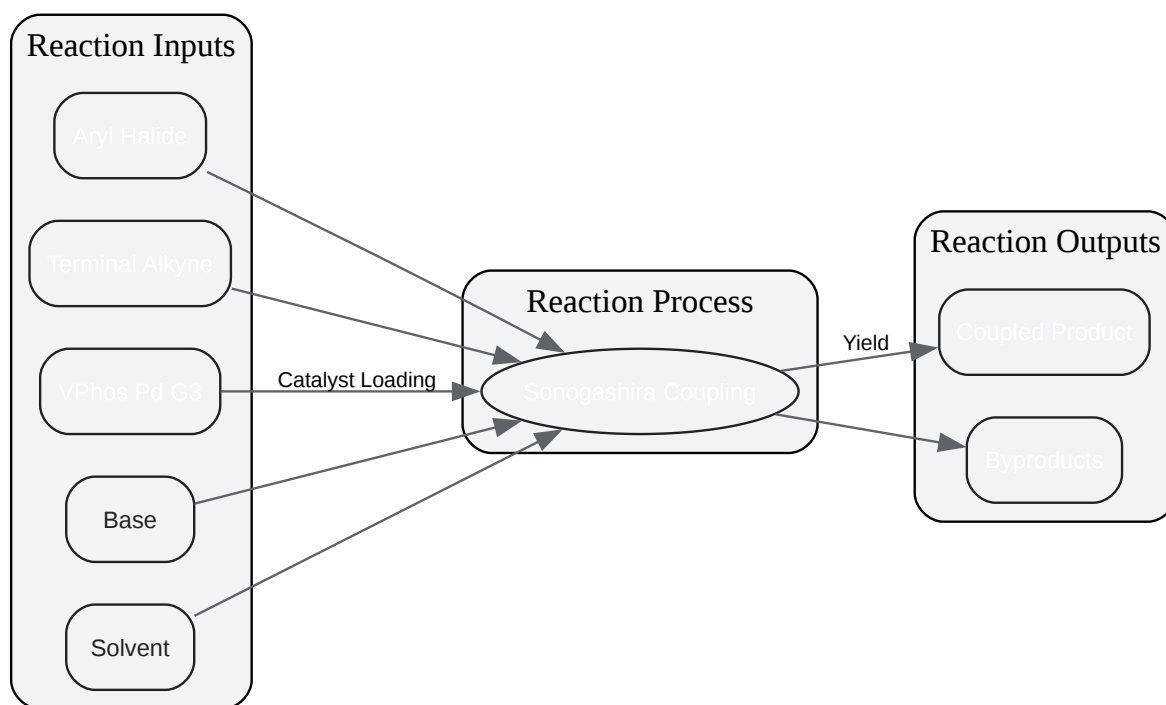 Reaction Inputs
Aryl Halide
Terminal Alkyne
VPhos Pd G3
Base
Solvent
Catalyst Loading
Reaction Process
Sonogashira Coupling
Yield
Reaction Outputs
Coupled Product
Byproducts